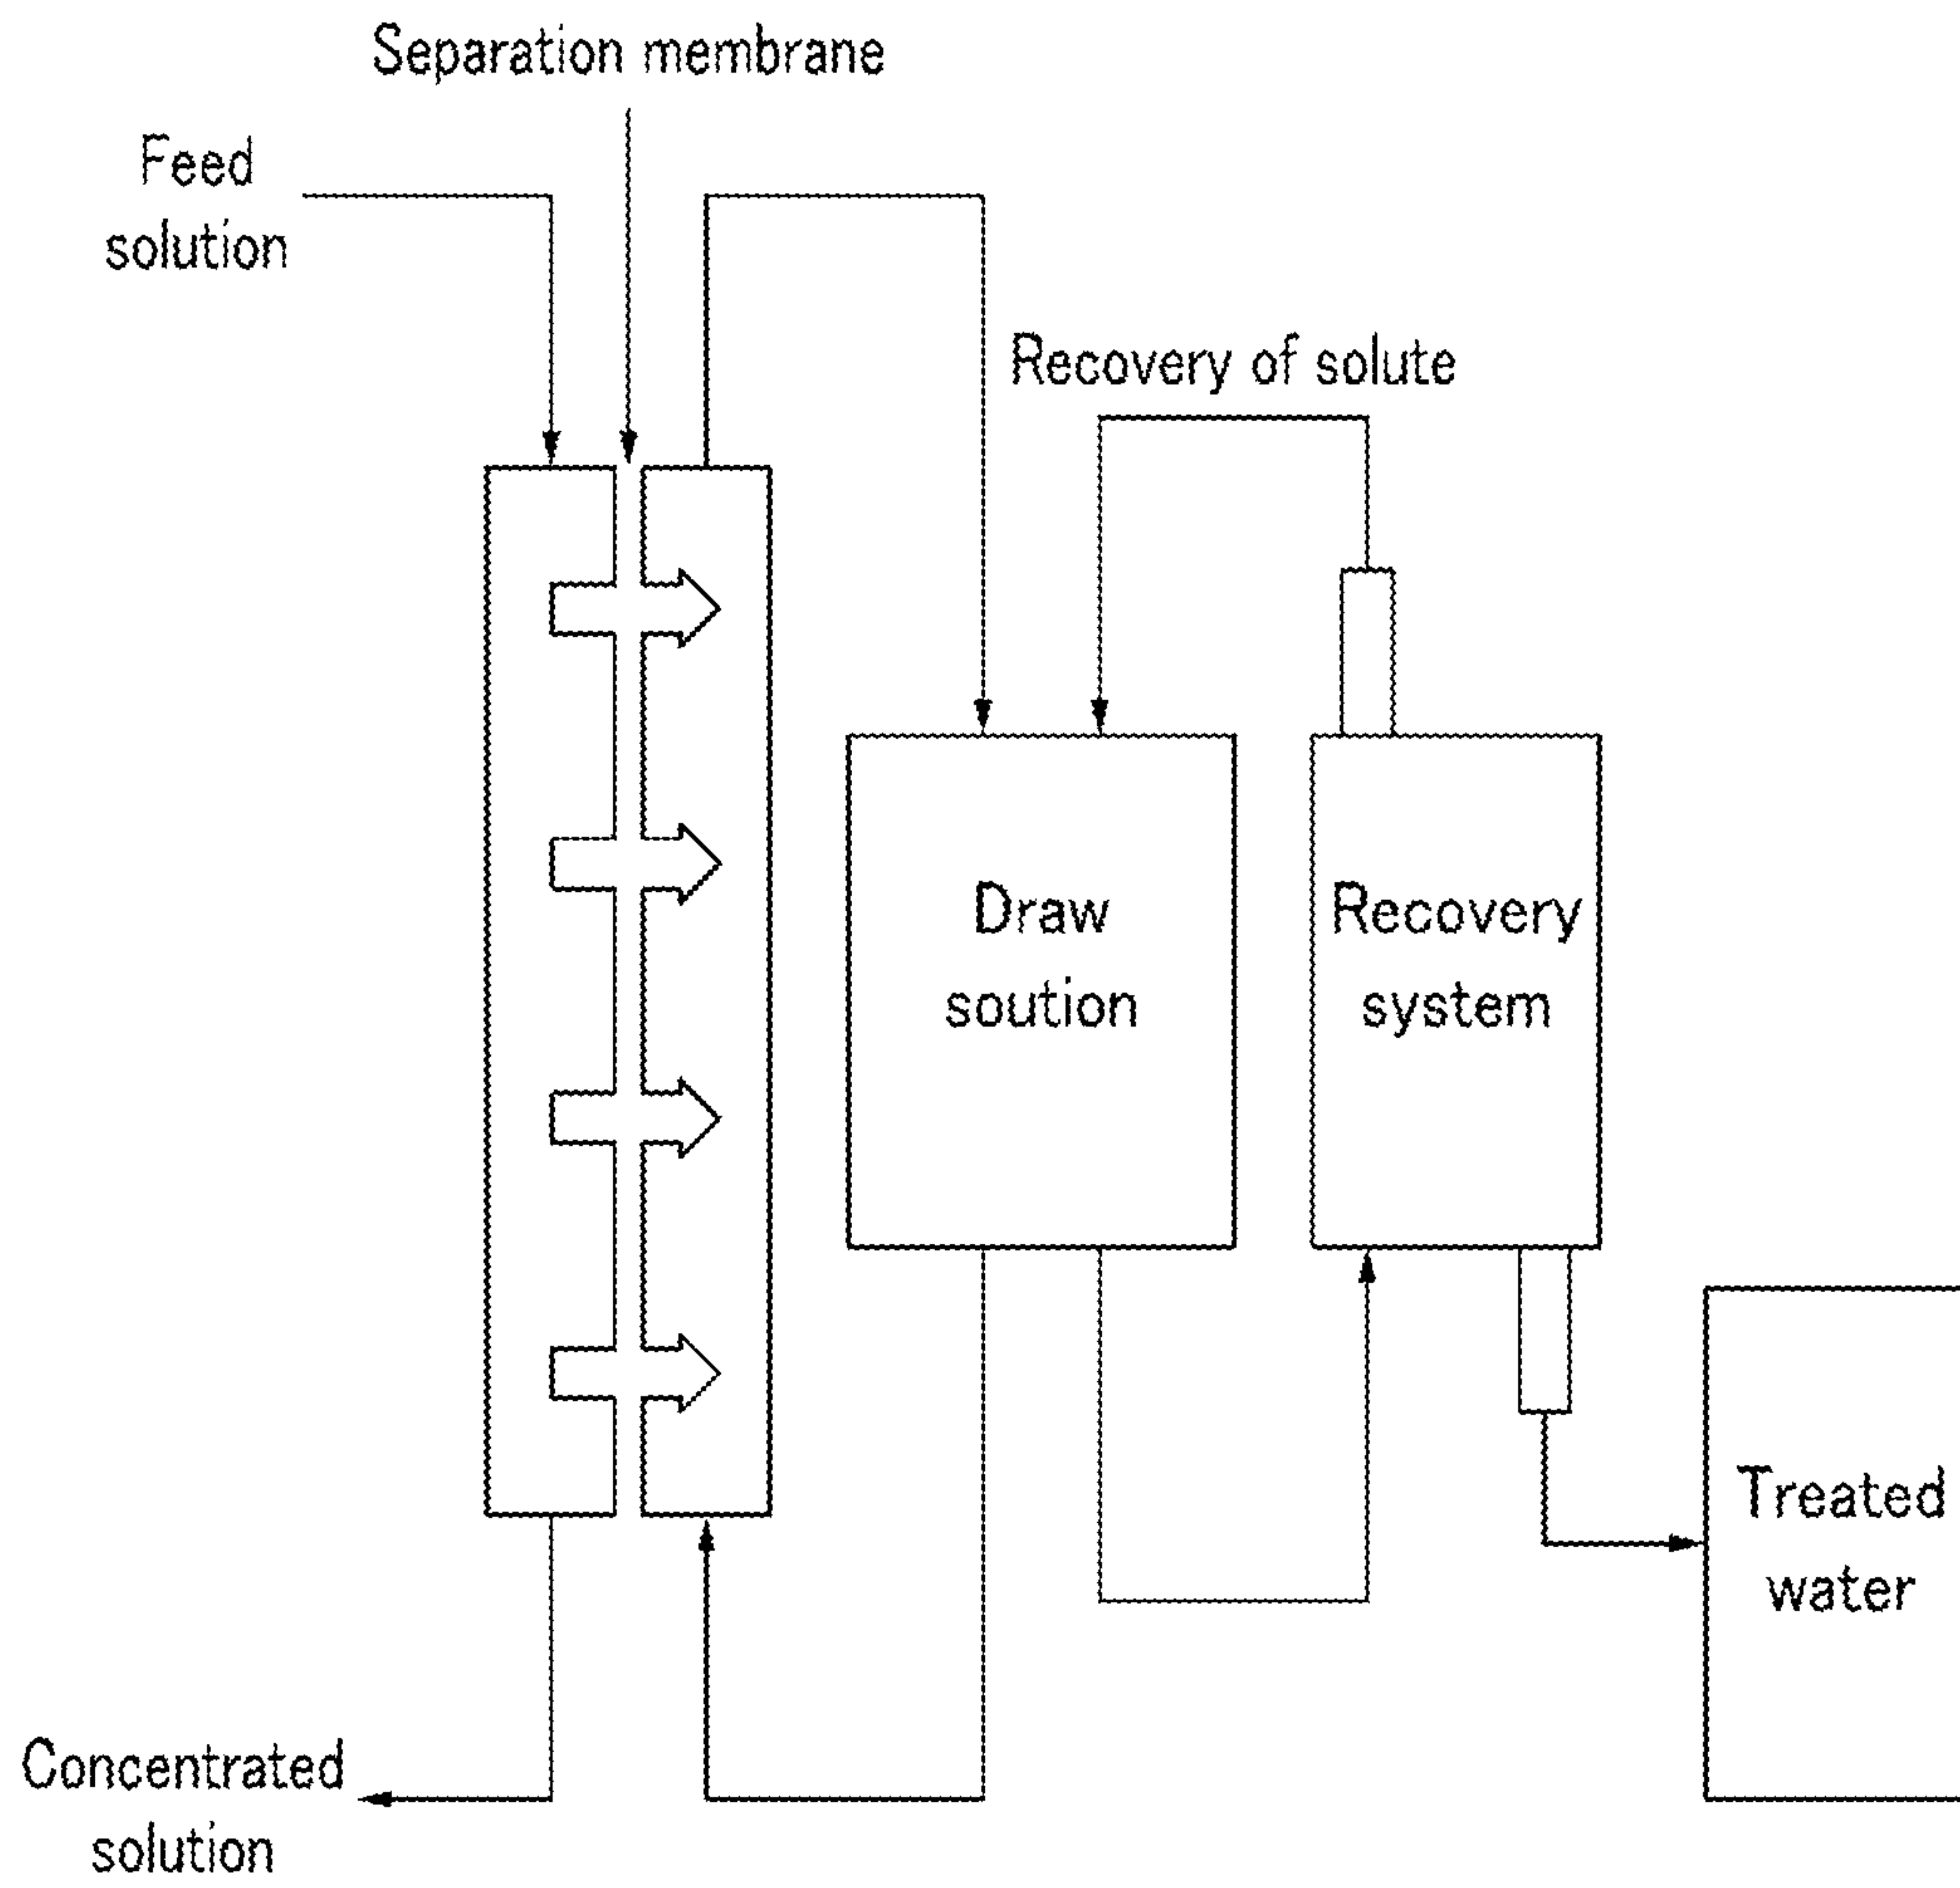 Separation membrane
Feed
solution
Recovery of solute
Draw
soution
Recovery
system
Treated
water
Concentrated
solution